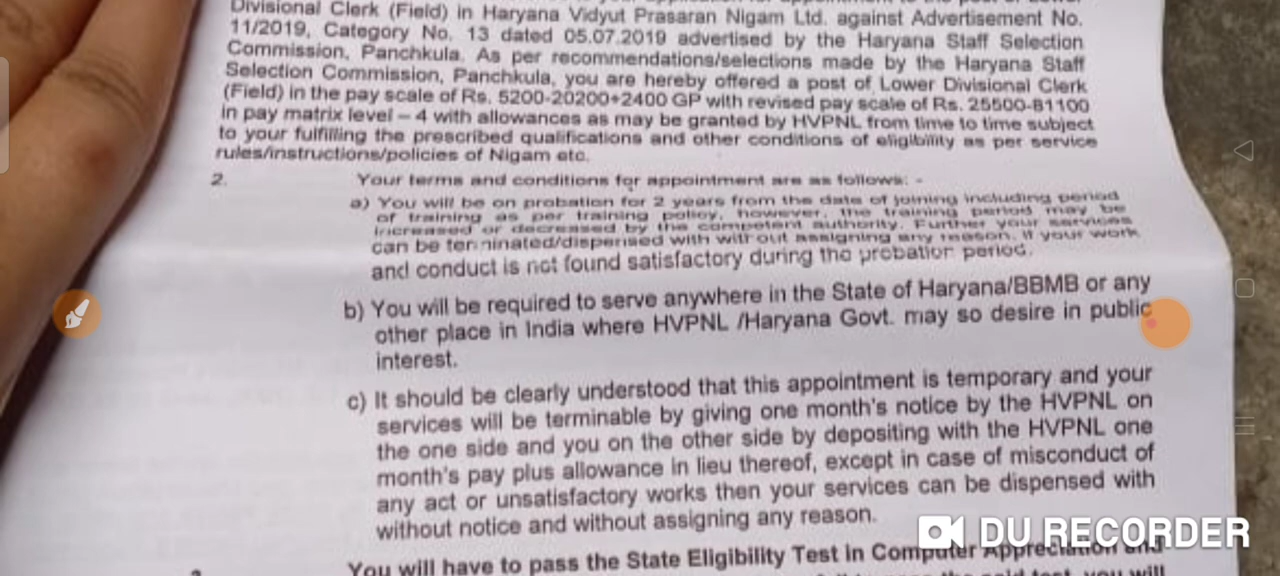 Divisional Clerk (Field) in Haryana Vidyut Prasaran Nigam Ltd. against Advertisement No.
11/2019, Category No. 13 dated 05.07.2019 advertised by the Haryana Staff Selection
Commission, Panchkula. As per recommendations/selections made by the Haryana Staff
Selection Commission, Panchkula, you are hereby offered a post of Lower Divisional Clerk
(Field) in the pay scale of Rs. 5200-20200+2400 GP with revised pay scale of Rs. 25500-81100
in pay matrix level – 4 with allowances as may be granted by HVPNL from time to time subject
to your fulfilling the prescribed qualifications and other conditions of eligibility as per service
rules/instructions/policies of Nigam etc.
2. Your terms and conditions for appointment are as follows: -
a) You will be on probation for 2 years from the date of joining including period
of training as per training policy, however, the training period may be
increased or decreased by the competent authority. Further your services
can be terminated/dispensed with without assigning any reason, if your work
and conduct is not found satisfactory during the probation period.
b) You will be required to serve anywhere in the State of Haryana/BBMB or any
other place in India where HVPNL /Haryana Govt. may so desire in public
interest.
c) It should be clearly understood that this appointment is temporary and your
services will be terminable by giving one month's notice by the HVPNL on
the one side and you on the other side by depositing with the HVPNL one
month's pay plus allowance in lieu thereof, except in case of misconduct of
any act or unsatisfactory works then your services can be dispensed with
without notice and without assigning any reason.
DU RECORDER
You will have to pass the State Eligibility Test in Computer Appreciation and
you will